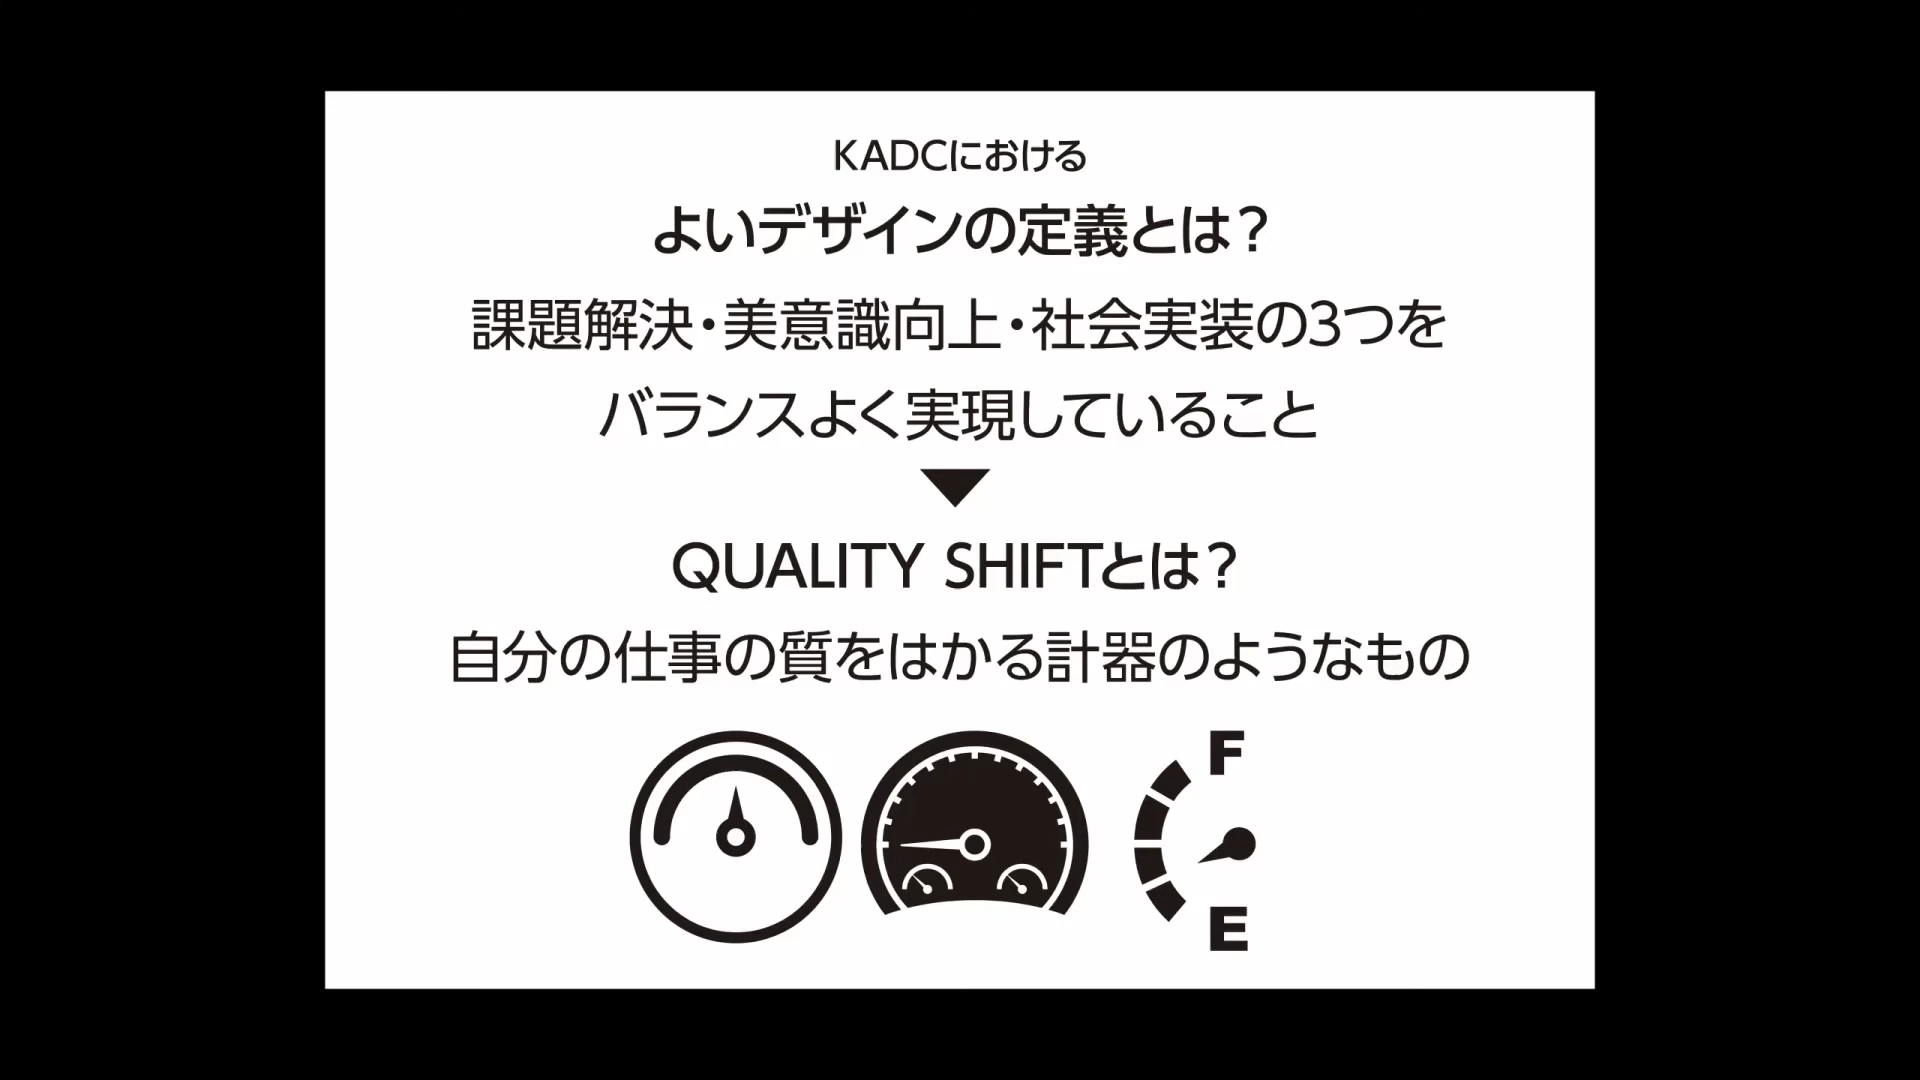 KADCにおける
よいデザインの定義とは？
課題解決・美意識向上・社会実装の3つを
バランスよく実現していること
QUALITY SHIFTとは？
自分の仕事の質をはかる計器のようなもの
F
E